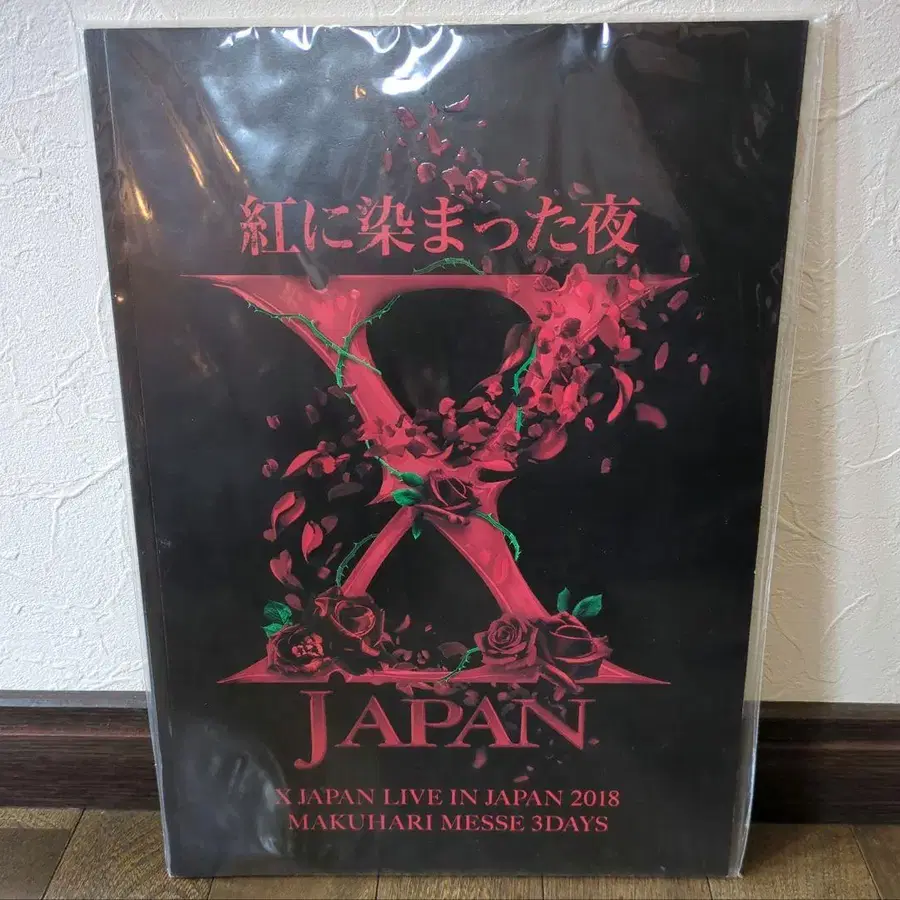 紅に染まった夜
X
JAPAN
X JAPAN LIVE IN JAPAN 2018
MAKUHARI MESSE 3DAYS